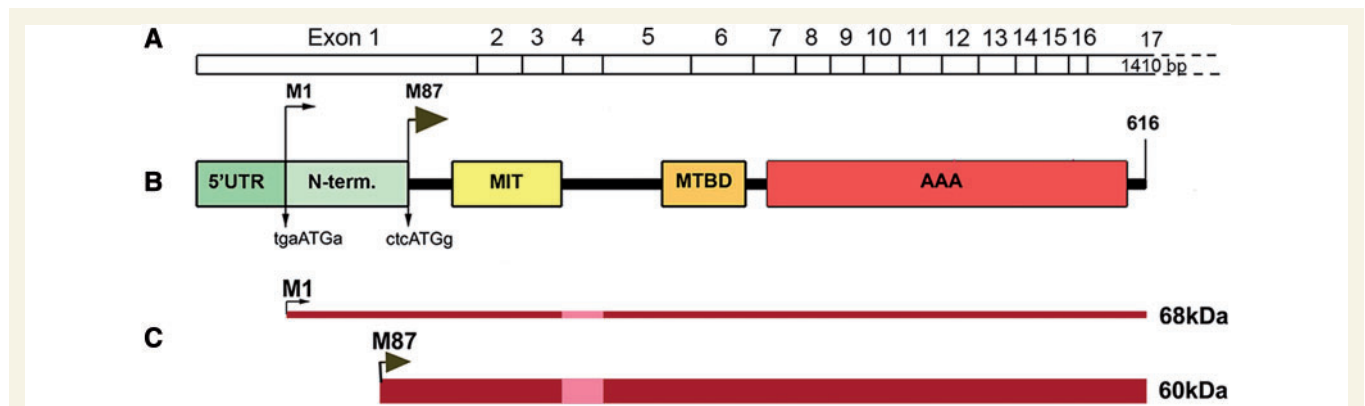 A Exon 1 2 3 4 5 6 7 8 9 10 11 12 13 14 15 16 17
1410 bp
M1 M87
616
B 5'UTR N-term. MIT MTBD AAA
tgaATGa ctcATGg
M1
68kDa
C
M87
60kDa